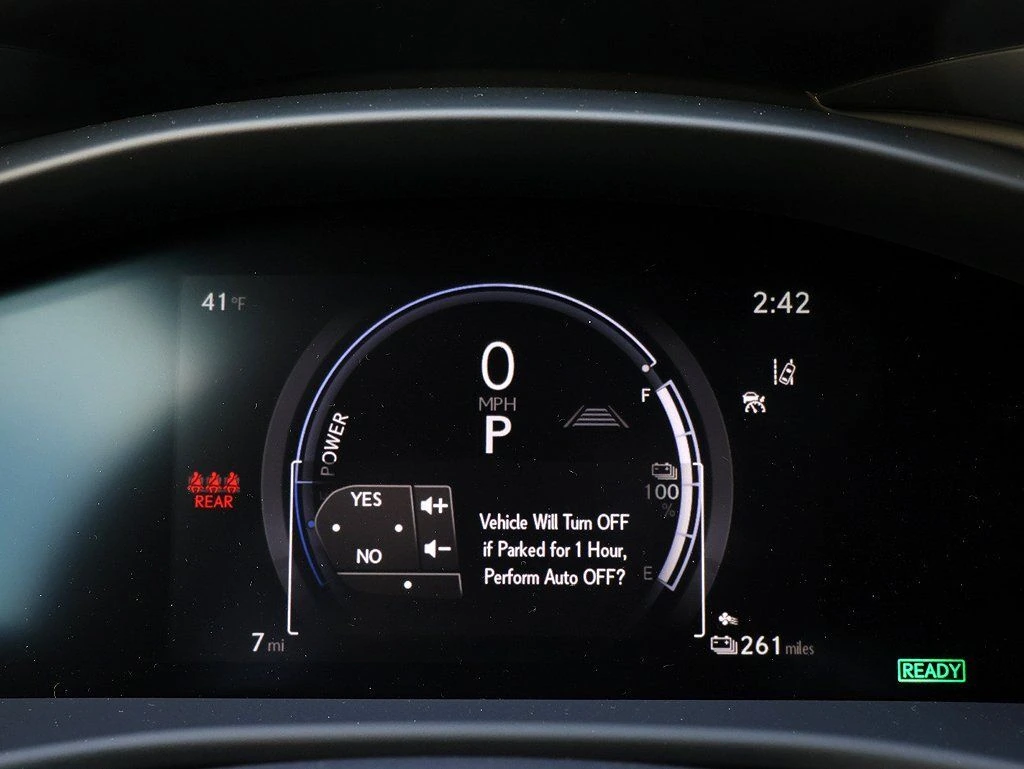 41°F
2:42
0
MPH
P
F
POWER
100
%
REAR
YES
NO
Vehicle Will Turn OFF
if Parked for 1 Hour,
Perform Auto OFF?
E
7 mi
261 miles
READY